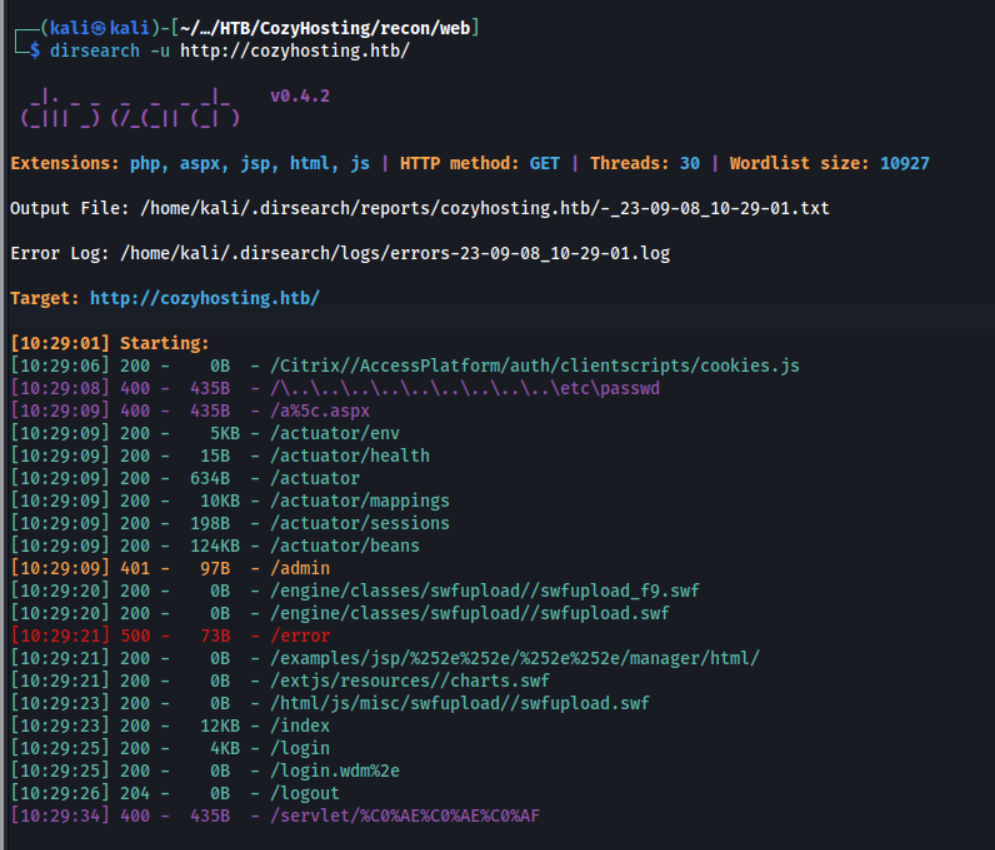 ┌──(kali㉿kali)-[~/…/HTB/CozyHosting/recon/web]
└─$ dirsearch -u http://cozyhosting.htb/
  _|. _ _  _  _  _ _|_    v0.4.2
 (_||| _) (/_(_|| (_| )
Extensions: php, aspx, jsp, html, js | HTTP method: GET | Threads: 30 | Wordlist size: 10927
Output File: /home/kali/.dirsearch/reports/cozyhosting.htb/-_23-09-08_10-29-01.txt
Error Log: /home/kali/.dirsearch/logs/errors-23-09-08_10-29-01.log
Target: http://cozyhosting.htb/
[10:29:01] Starting:
[10:29:06] 200 -    0B  - /Citrix//AccessPlatform/auth/clientscripts/cookies.js
[10:29:08] 400 -  435B  - /\..\..\..\..\..\..\..\..\..\etc\passwd
[10:29:09] 400 -  435B  - /a%5c.aspx
[10:29:09] 200 -    5KB - /actuator/env
[10:29:09] 200 -   15B  - /actuator/health
[10:29:09] 200 -  634B  - /actuator
[10:29:09] 200 -   10KB - /actuator/mappings
[10:29:09] 200 -  198B  - /actuator/sessions
[10:29:09] 200 -  124KB - /actuator/beans
[10:29:09] 401 -   97B  - /admin
[10:29:20] 200 -    0B  - /engine/classes/swfupload//swfupload_f9.swf
[10:29:20] 200 -    0B  - /engine/classes/swfupload//swfupload.swf
[10:29:21] 500 -   73B  - /error
[10:29:21] 200 -    0B  - /examples/jsp/%252e%252e/%252e%252e/manager/html/
[10:29:21] 200 -    0B  - /extjs/resources//charts.swf
[10:29:23] 200 -    0B  - /html/js/misc/swfupload//swfupload.swf
[10:29:23] 200 -   12KB - /index
[10:29:25] 200 -    4KB - /login
[10:29:25] 200 -    0B  - /login.wdm%2e
[10:29:26] 204 -    0B  - /logout
[10:29:34] 400 -  435B  - /servlet/%C0%AE%C0%AE%C0%AF